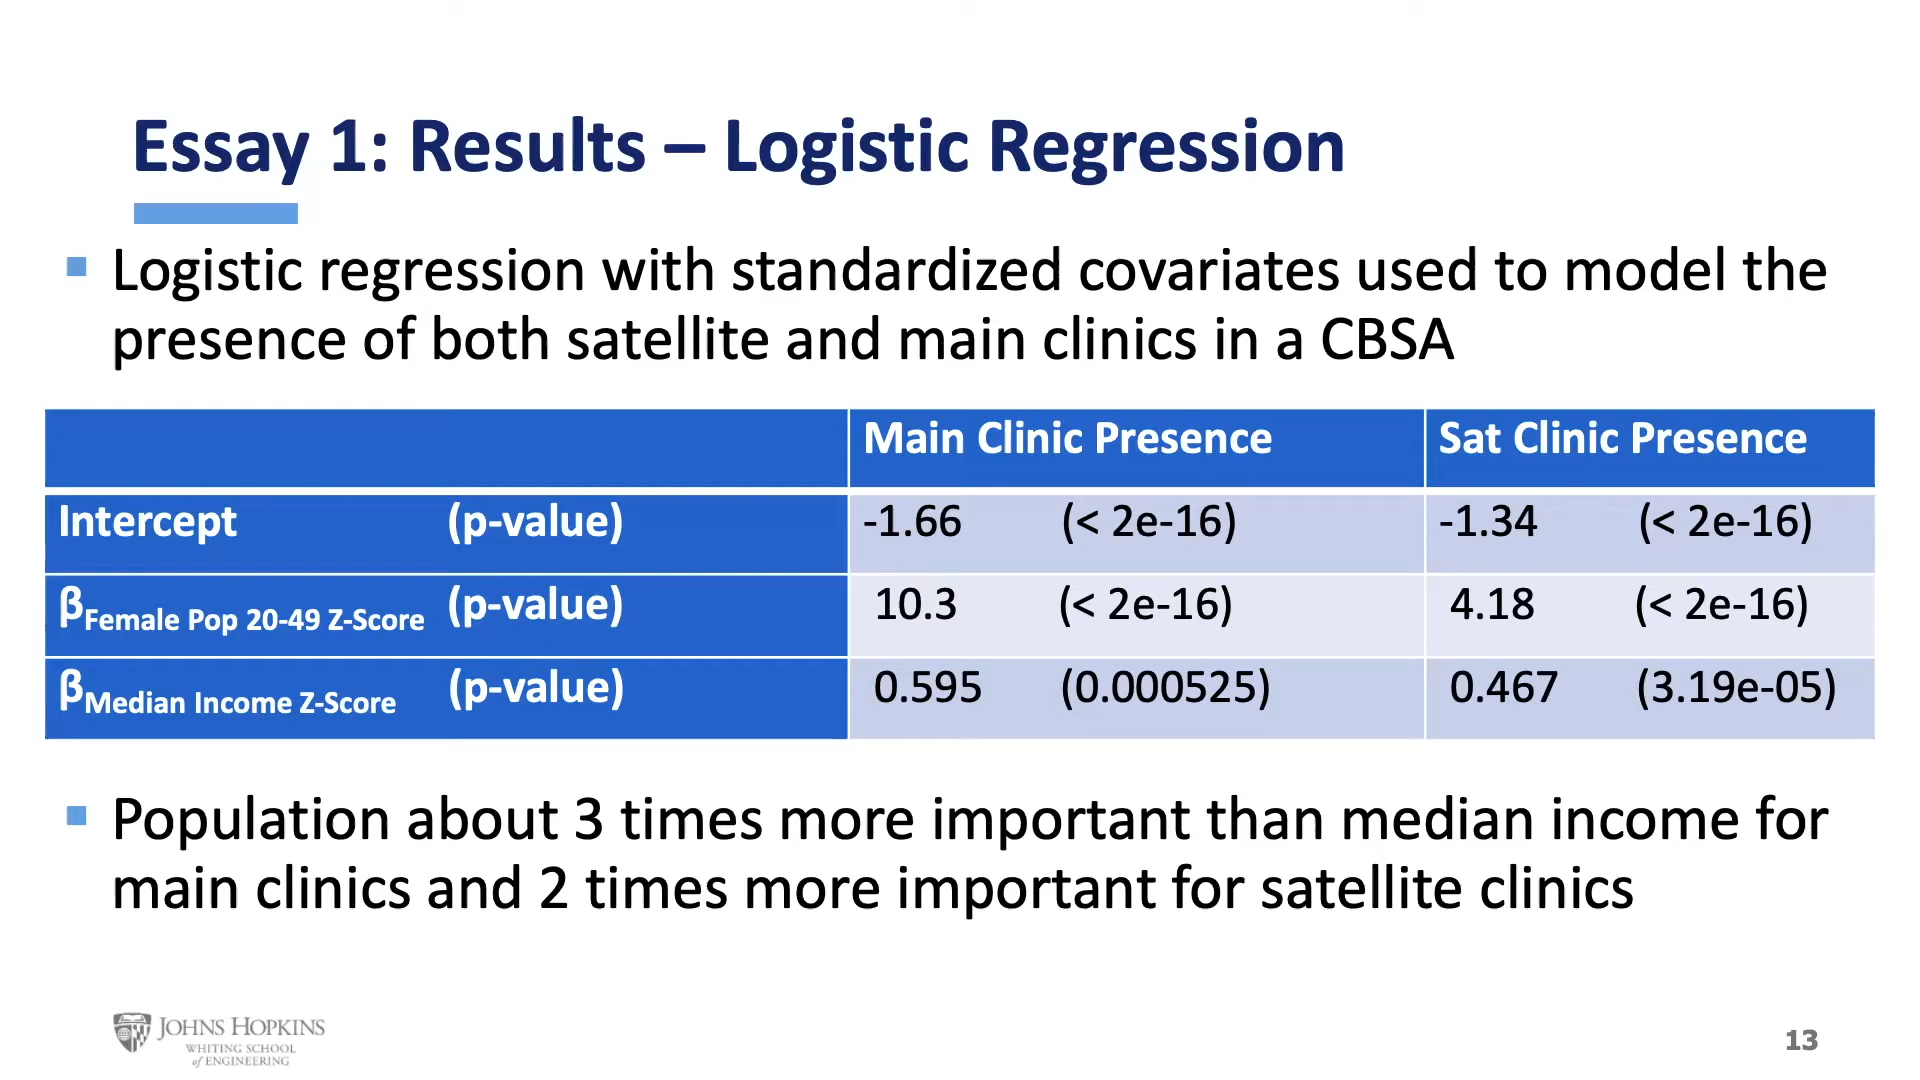 Essay 1: Results – Logistic Regression
▪ Logistic regression with standardized covariates used to model the
presence of both satellite and main clinics in a CBSA
Main Clinic Presence Sat Clinic Presence
Intercept (p-value) -1.66 (< 2e-16) -1.34 (< 2e-16)
βFemale Pop 20-49 Z-Score (p-value) 10.3 (< 2e-16) 4.18 (< 2e-16)
βMedian Income Z-Score (p-value) 0.595 (0.000525) 0.467 (3.19e-05)
▪ Population about 3 times more important than median income for
main clinics and 2 times more important for satellite clinics
JOHNS HOPKINS
WHITING SCHOOL
of ENGINEERING
13